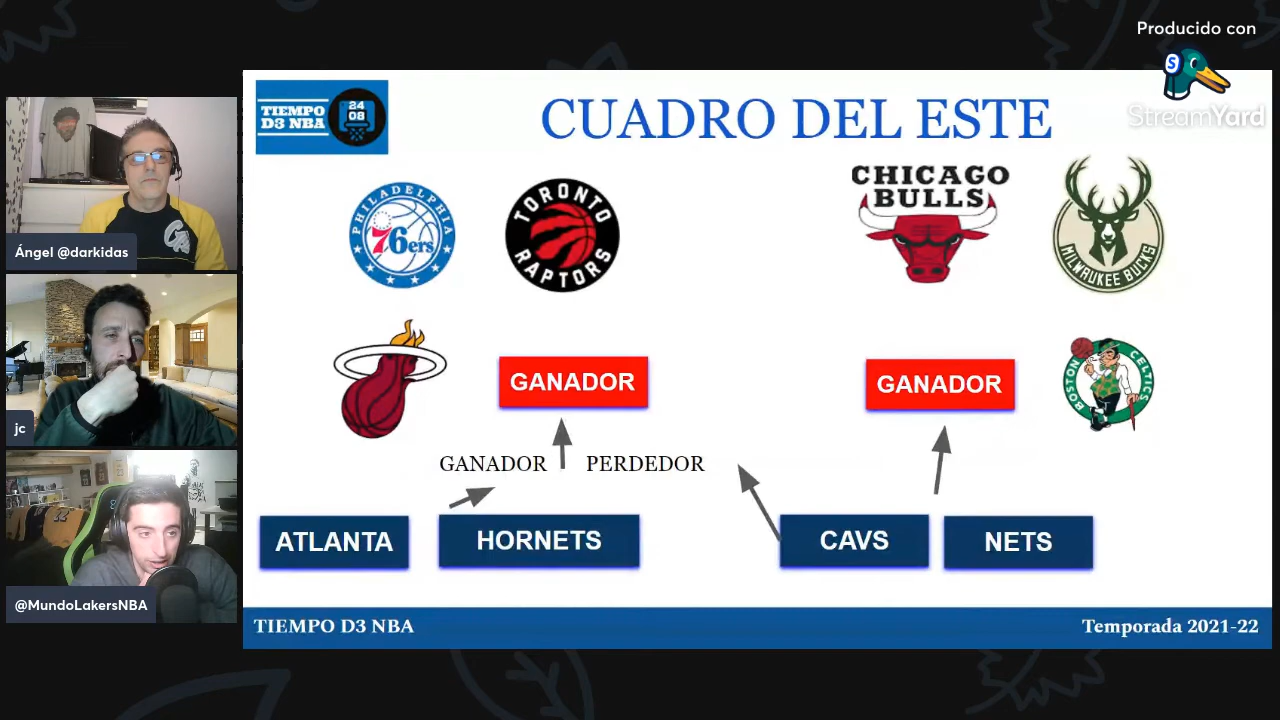 Producido con
S
StreamYard
TIEMPO
D3 NBA
24
08
CUADRO DEL ESTE
PHILADELPHIA
76ers
TORONTO
RAPTORS
CHICAGO
BULLS
MILWAUKEE BUCKS
Ángel @darkidas
jc
@MundoLakersNBA
GANADOR
GANADOR
BOSTON
CELTICS
GANADOR
PERDEDOR
ATLANTA
HORNETS
CAVS
NETS
TIEMPO D3 NBA
Temporada 2021-22